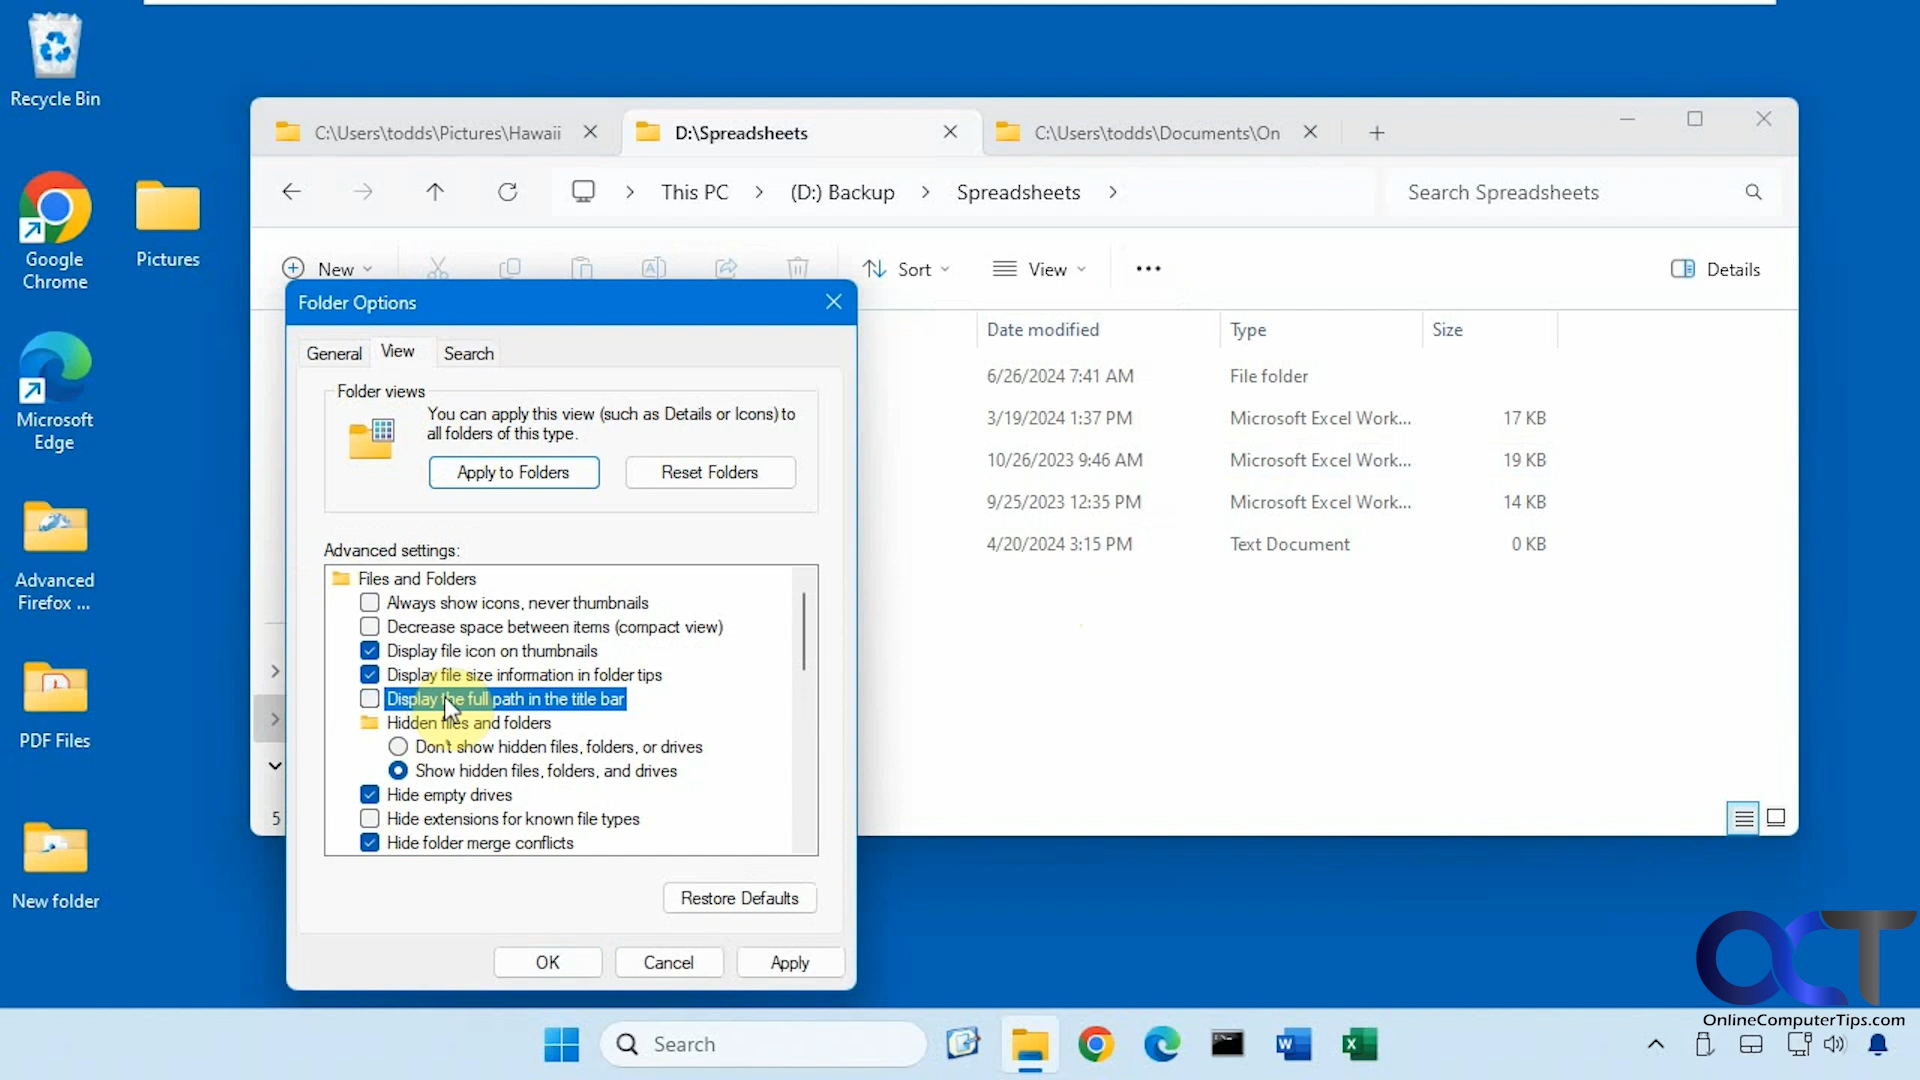 Recycle Bin
Google
Chrome
Pictures
Microsoft
Edge
Advanced
Firefox ...
PDF Files
New folder
C:\Users\todds\Pictures\Hawaii
D:\Spreadsheets
C:\Users\todds\Documents\On
This PC > (D:) Backup > Spreadsheets >
Search Spreadsheets
New
Sort
View
Details
Date modified
Type
Size
6/26/2024 7:41 AM
File folder
3/19/2024 1:37 PM
Microsoft Excel Work...
17 KB
10/26/2023 9:46 AM
Microsoft Excel Work...
19 KB
9/25/2023 12:35 PM
Microsoft Excel Work...
14 KB
4/20/2024 3:15 PM
Text Document
0 KB
5
Folder Options
General
View
Search
Folder views
You can apply this view (such as Details or Icons) to
all folders of this type.
Apply to Folders
Reset Folders
Advanced settings:
Files and Folders
Always show icons, never thumbnails
Decrease space between items (compact view)
Display file icon on thumbnails
Display file size information in folder tips
Display the full path in the title bar
Hidden files and folders
Don't show hidden files, folders, or drives
Show hidden files, folders, and drives
Hide empty drives
Hide extensions for known file types
Hide folder merge conflicts
Restore Defaults
OK
Cancel
Apply
Search
OCT
OnlineComputerTips.com